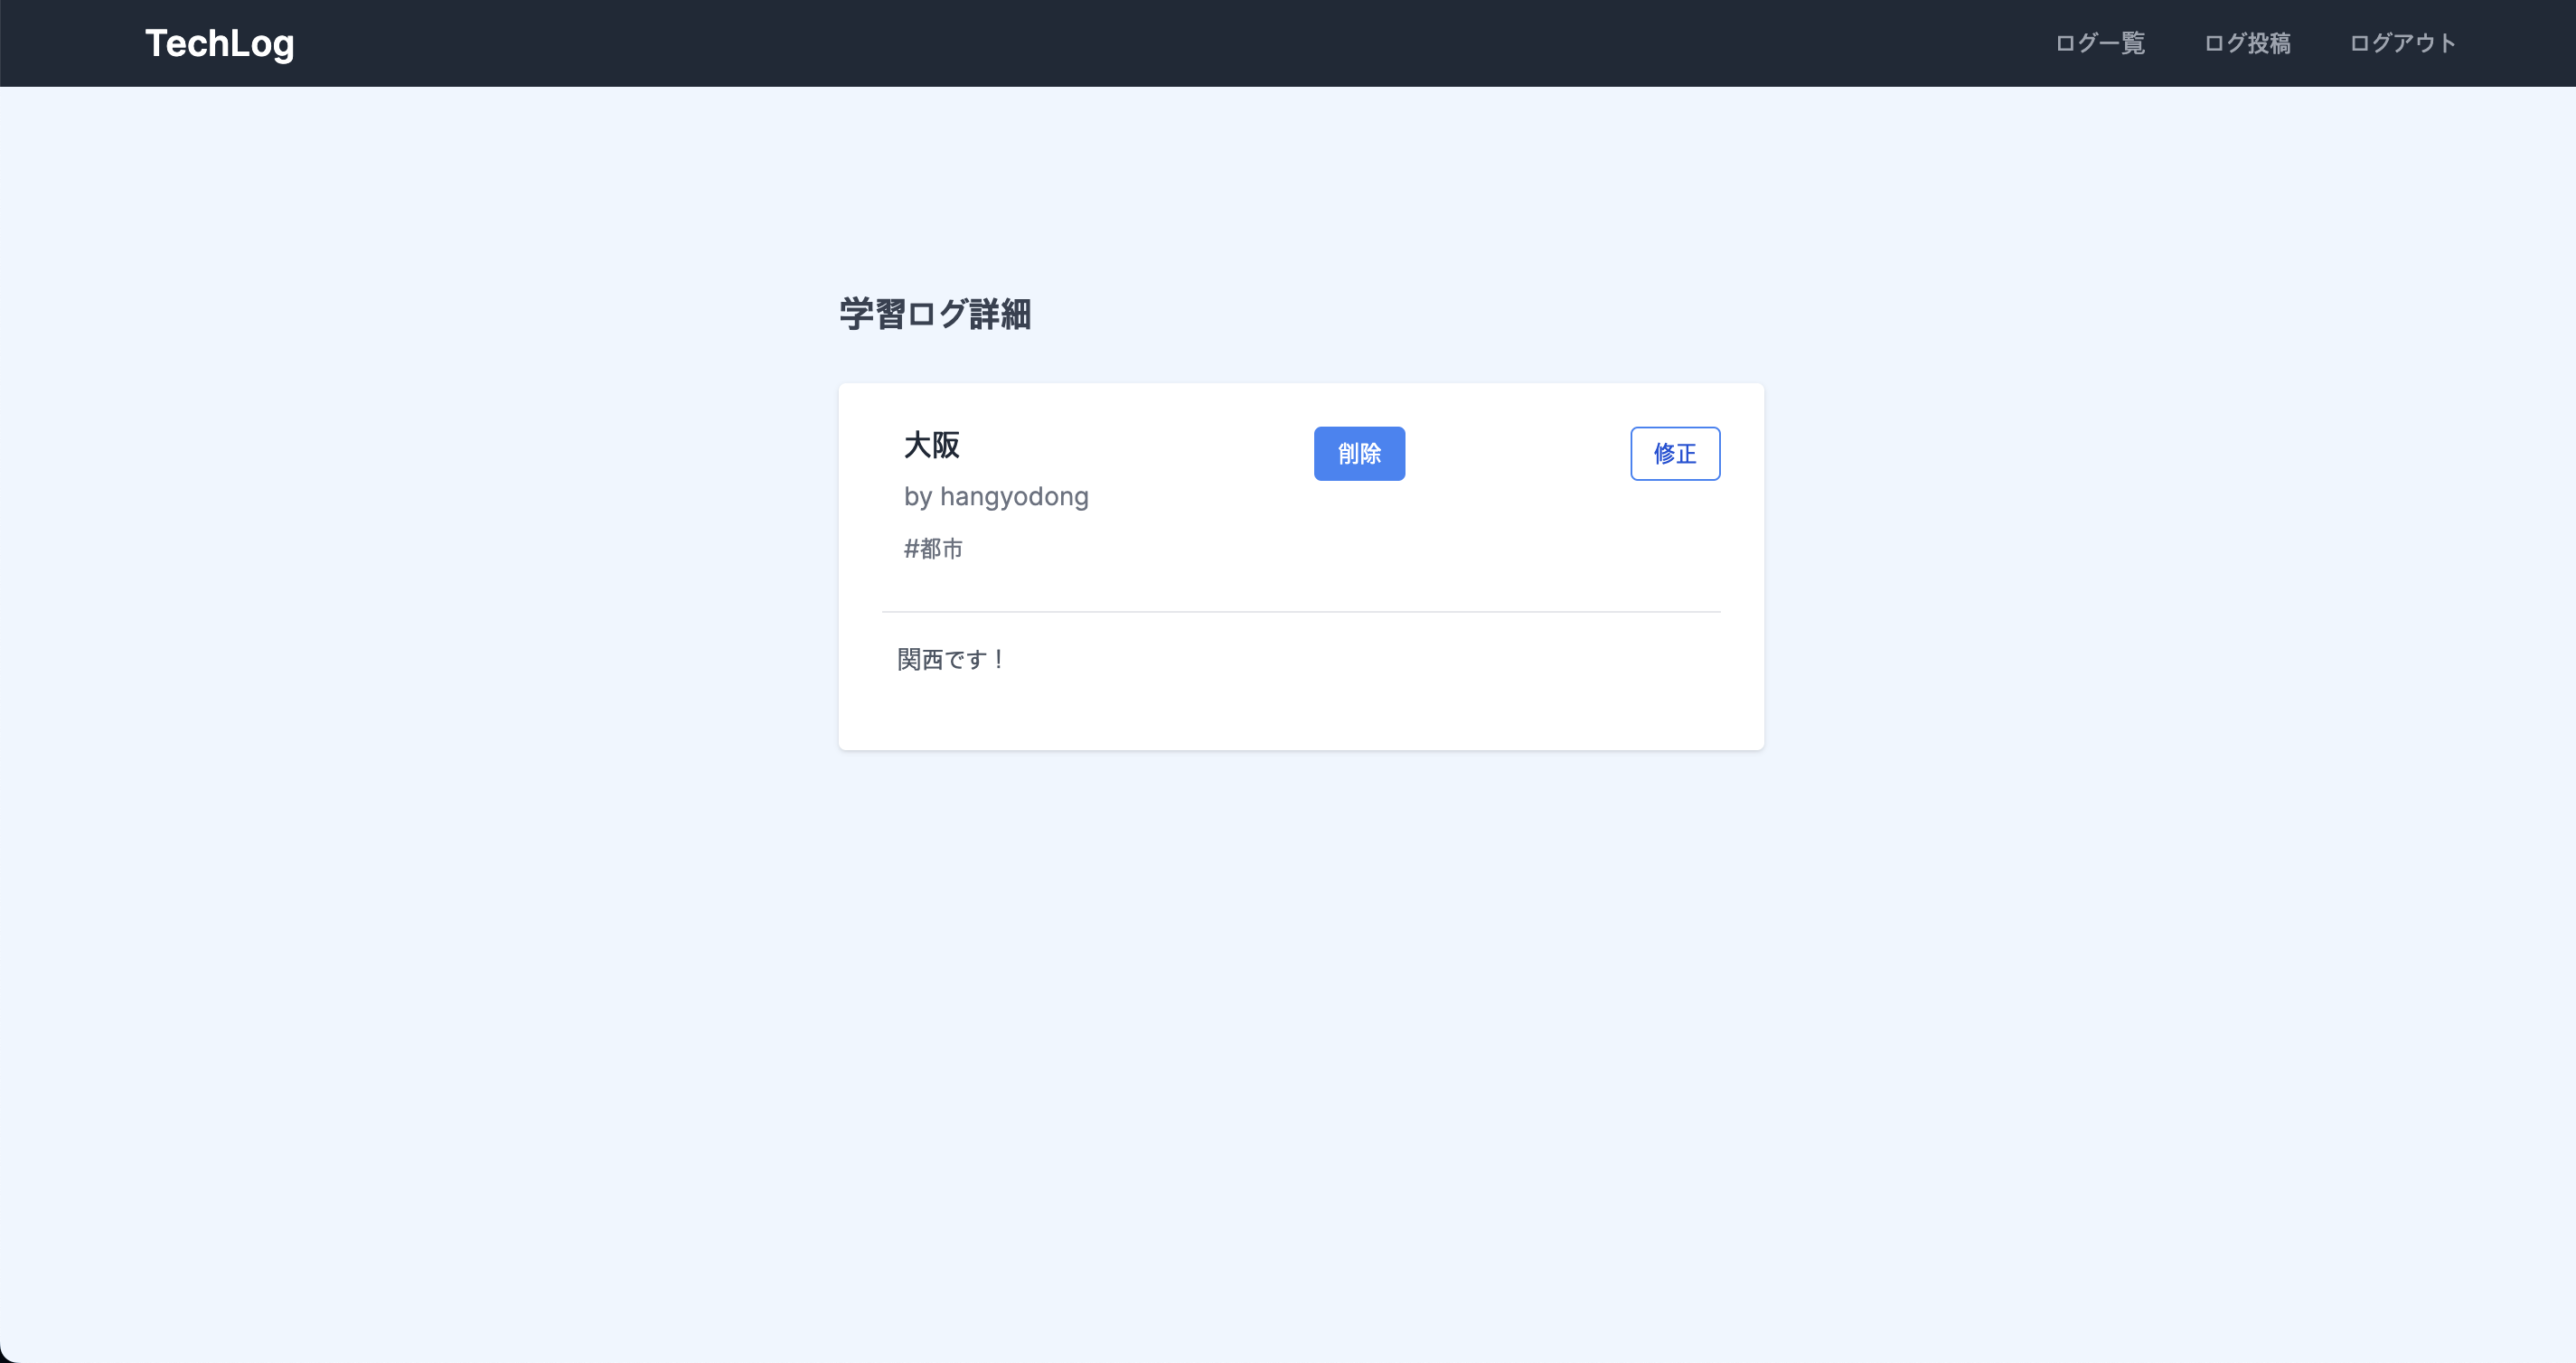 TechLog
ログ一覧 ログ投稿 ログアウト
学習ログ詳細
大阪 削除 修正
by hangyodong
#都市
関西です！